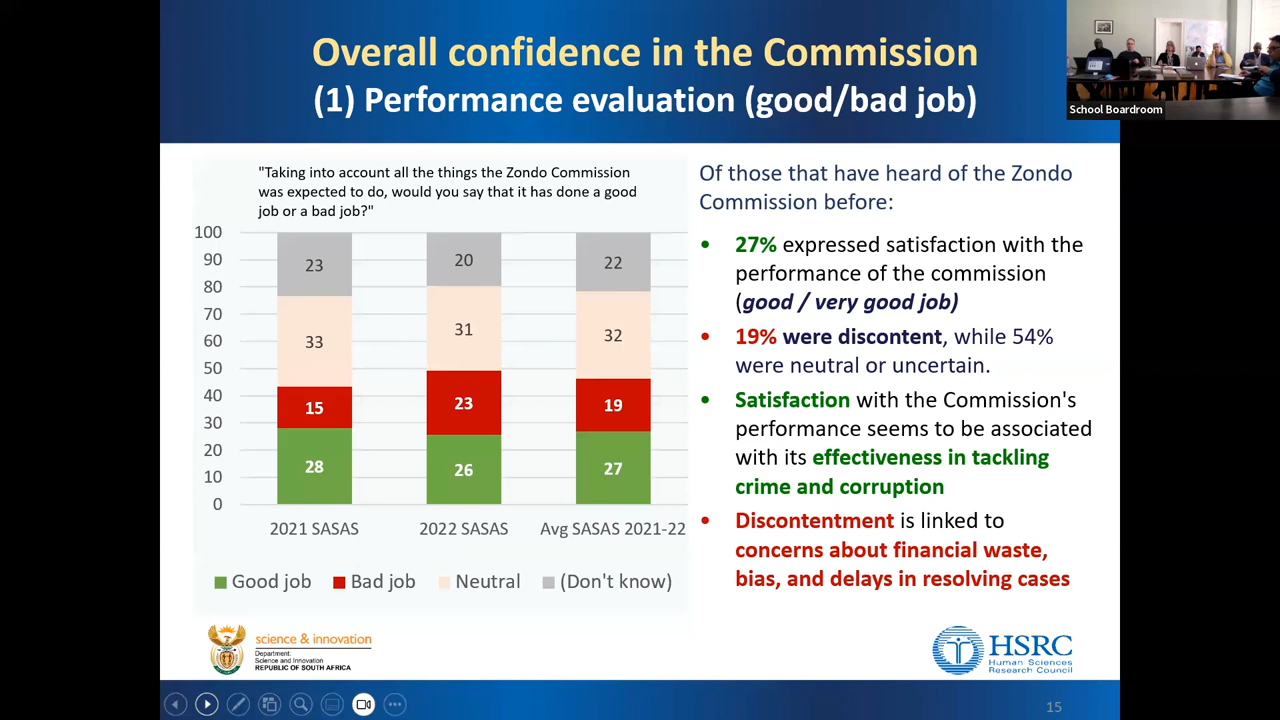 Overall confidence in the Commission
(1) Performance evaluation (good/bad job)
School Boardroom
"Taking into account all the things the Zondo Commission
was expected to do, would you say that it has done a good
job or a bad job?"
100
90
80
70
60
50
40
30
20
10
0
23
33
15
28
20
31
23
26
22
32
19
27
2021 SASAS
2022 SASAS
Avg SASAS 2021-22
Good job
Bad job
Neutral
(Don't know)
Of those that have heard of the Zondo
Commission before:
• 27% expressed satisfaction with the
performance of the commission
(good / very good job)
• 19% were discontent, while 54%
were neutral or uncertain.
• Satisfaction with the Commission's
performance seems to be associated
with its effectiveness in tackling
crime and corruption
• Discontentment is linked to
concerns about financial waste,
bias, and delays in resolving cases
science & innovation
Department:
Science and Innovation
REPUBLIC OF SOUTH AFRICA
HSRC
Human Sciences
Research Council
15